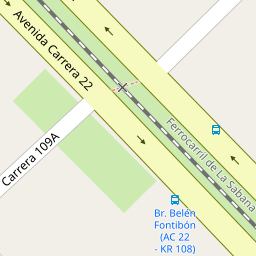 Avenida Carrera 22
Ferrocarril de La Sabana
Carrera 109A
Br. Belén
Fontibón
(AC 22
- KR 108)